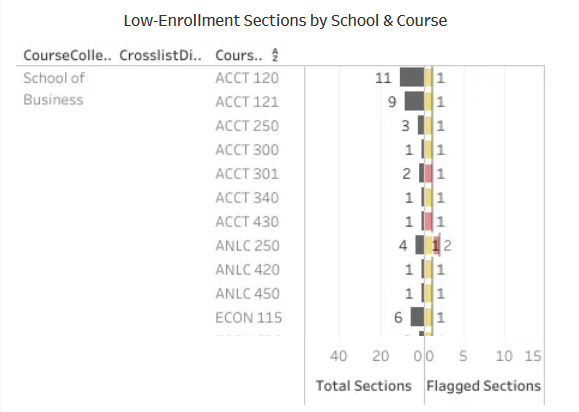 Low-Enrollment Sections by School & Course
CourseColle.. CrosslistDi.. Cours..
School of Business
ACCT 120 11 1
ACCT 121 9 1
ACCT 250 3 1
ACCT 300 1 1
ACCT 301 2 1
ACCT 340 1 1
ACCT 430 1 1
ANLC 250 4 1 2
ANLC 420 1 1
ANLC 450 1 1
ECON 115 6 1
40 20 0 0 5 10 15
Total Sections Flagged Sections